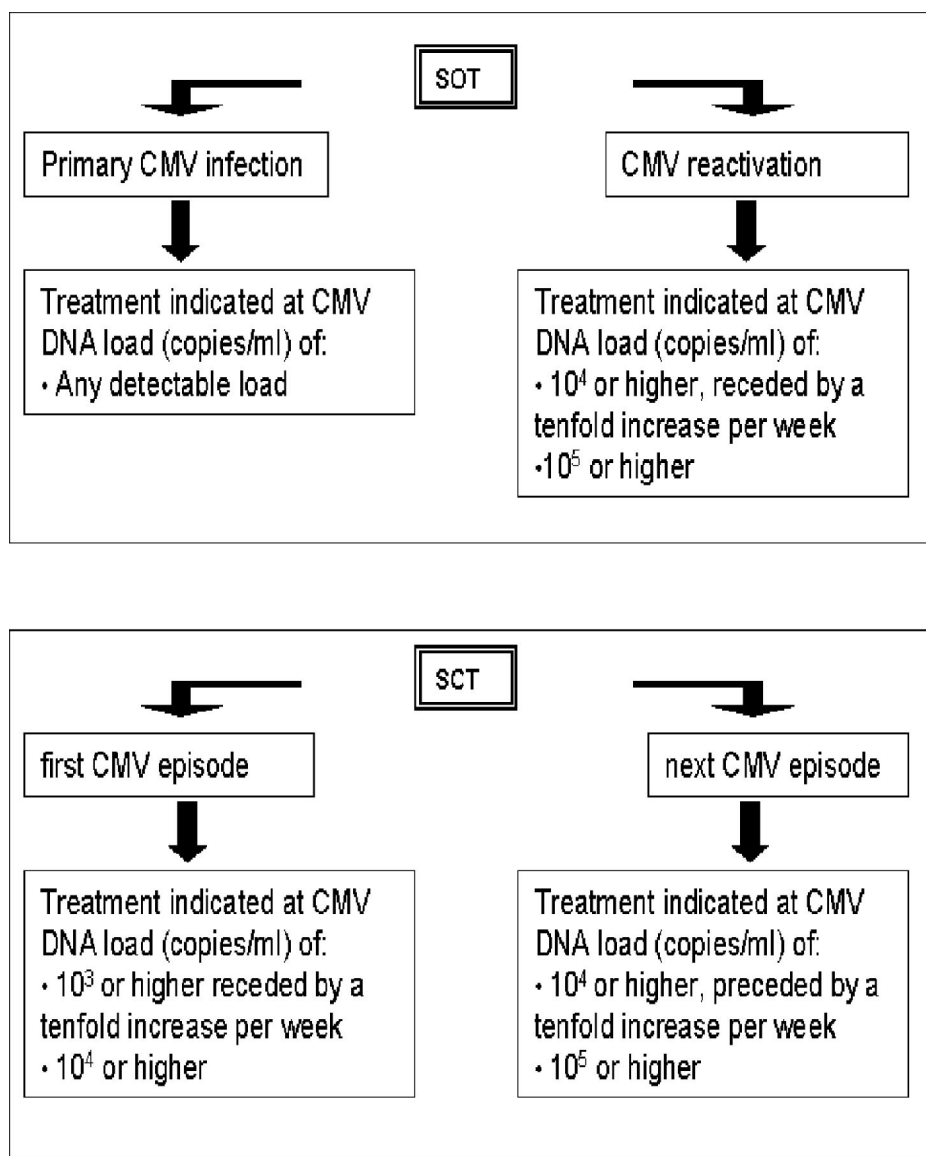 SOT
Primary CMV infection
CMV reactivation
Treatment indicated at CMV
DNA load (copies/ml) of:
• Any detectable load
Treatment indicated at CMV
DNA load (copies/ml) of:
• 10⁴ or higher, receded by a
tenfold increase per week
•10⁵ or higher
SCT
first CMV episode
next CMV episode
Treatment indicated at CMV
DNA load (copies/ml) of:
• 10³ or higher receded by a
tenfold increase per week
• 10⁴ or higher
Treatment indicated at CMV
DNA load (copies/ml) of:
• 10⁴ or higher, preceded by a
tenfold increase per week
• 10⁵ or higher